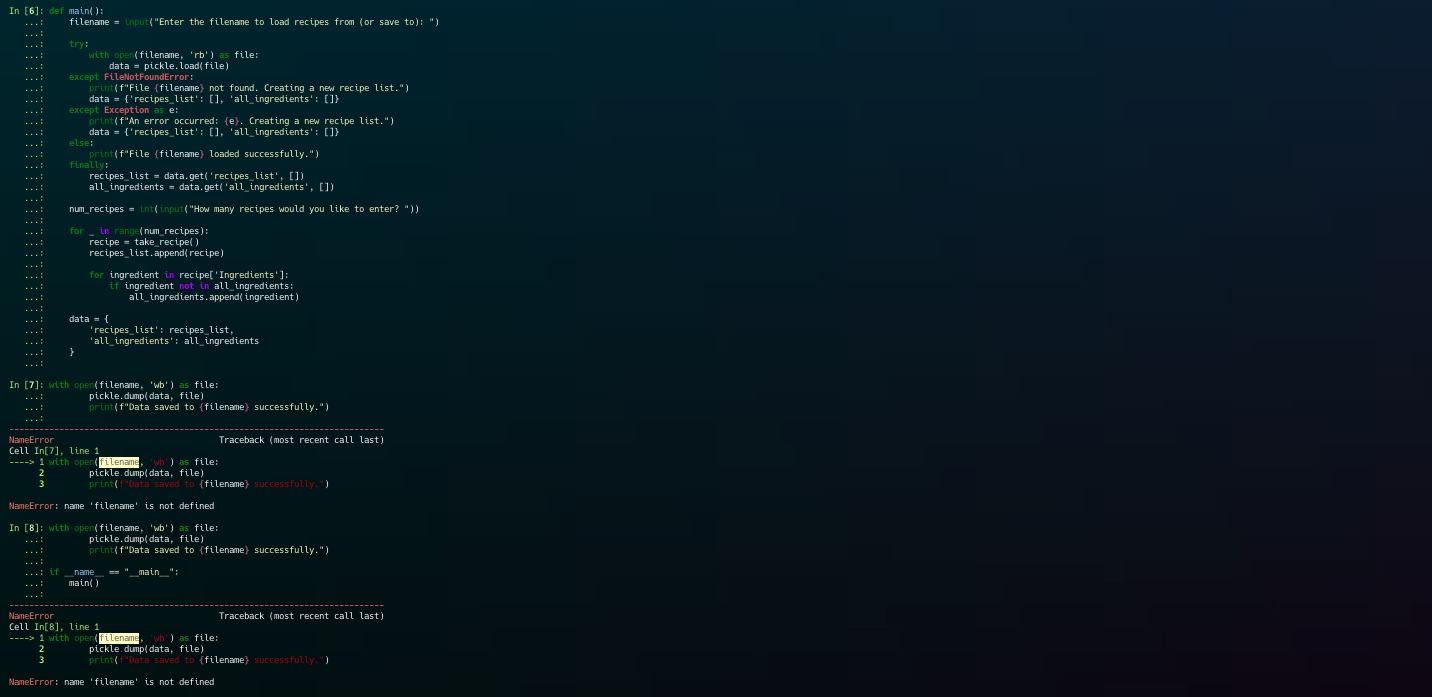 In [6]: def main():
   ...:     filename = input("Enter the filename to load recipes from (or save to): ")
   ...:
   ...:     try:
   ...:         with open(filename, 'rb') as file:
   ...:             data = pickle.load(file)
   ...:     except FileNotFoundError:
   ...:         print(f"File {filename} not found. Creating a new recipe list.")
   ...:         data = {'recipes_list': [], 'all_ingredients': []}
   ...:     except Exception as e:
   ...:         print(f"An error occurred: {e}. Creating a new recipe list.")
   ...:         data = {'recipes_list': [], 'all_ingredients': []}
   ...:     else:
   ...:         print(f"File {filename} loaded successfully.")
   ...:     finally:
   ...:         recipes_list = data.get('recipes_list', [])
   ...:         all_ingredients = data.get('all_ingredients', [])
   ...:
   ...:     num_recipes = int(input("How many recipes would you like to enter? "))
   ...:
   ...:     for _ in range(num_recipes):
   ...:         recipe = take_recipe()
   ...:         recipes_list.append(recipe)
   ...:
   ...:         for ingredient in recipe['Ingredients']:
   ...:             if ingredient not in all_ingredients:
   ...:                 all_ingredients.append(ingredient)
   ...:
   ...:     data = {
   ...:         'recipes_list': recipes_list,
   ...:         'all_ingredients': all_ingredients
   ...:     }
   ...:

In [7]: with open(filename, 'wb') as file:
   ...:         pickle.dump(data, file)
   ...:         print(f"Data saved to {filename} successfully.")
   ...:
---------------------------------------------------------------------------
NameError                                 Traceback (most recent call last)
Cell In[7], line 1
----> 1 with open(filename, 'wb') as file:
      2         pickle.dump(data, file)
      3         print(f"Data saved to {filename} successfully.")

NameError: name 'filename' is not defined

In [8]: with open(filename, 'wb') as file:
   ...:         pickle.dump(data, file)
   ...:         print(f"Data saved to {filename} successfully.")
   ...:
   ...: if __name__ == "__main__":
   ...:     main()
   ...:
---------------------------------------------------------------------------
NameError                                 Traceback (most recent call last)
Cell In[8], line 1
----> 1 with open(filename, 'wb') as file:
      2         pickle.dump(data, file)
      3         print(f"Data saved to {filename} successfully.")

NameError: name 'filename' is not defined